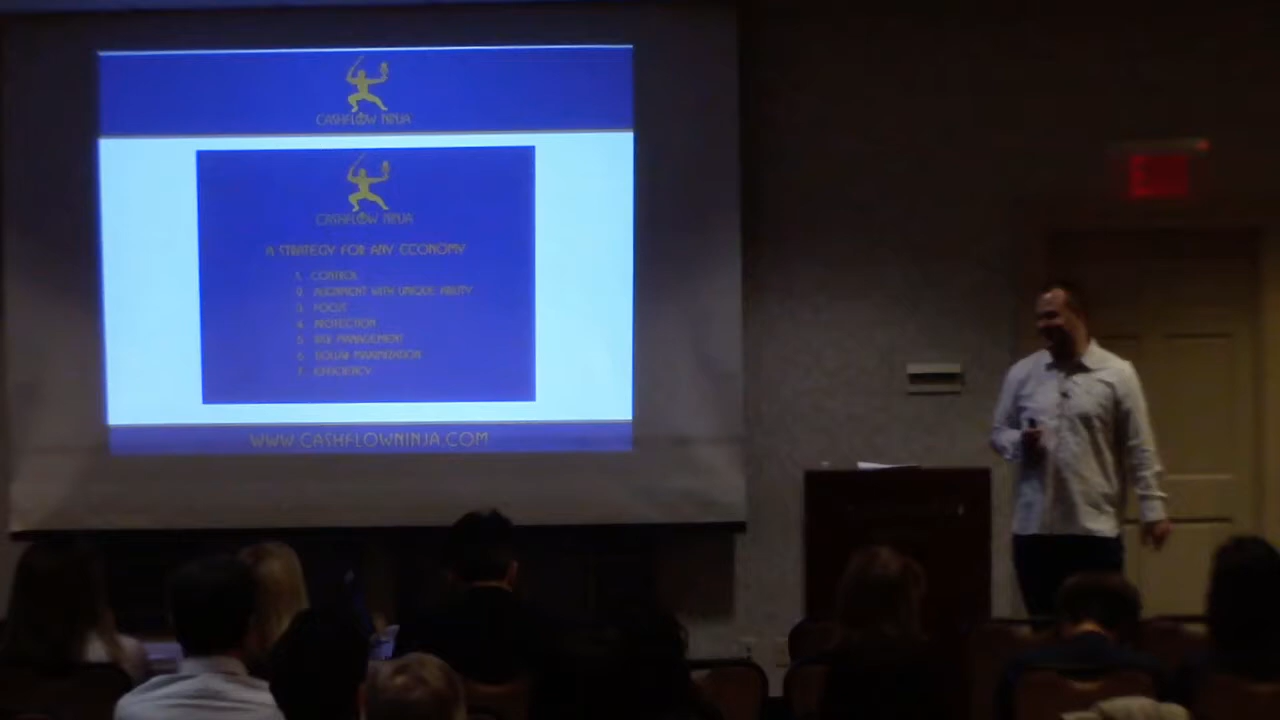 CASHFLOW NINJA
CASHFLOW NINJA
A STRATEGY FOR ANY ECONOMY
1. CONTROL
2. ALIGNMENT WITH UNIQUE ABILITY
3. FOCUS
4. PROTECTION
5. RISK MANAGEMENT
6. DOLLAR MAXIMIZATION
7. EFFICIENCY
WWW.CASHFLOWNINJA.COM